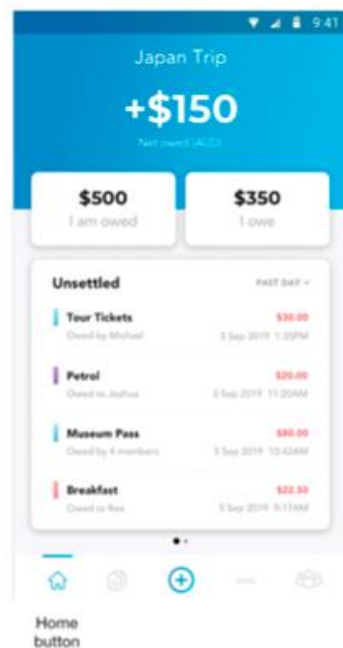 9:41
Japan Trip
+$150
Net owed (AUD)
$500
I am owed
$350
I owe
Unsettled
PAST DAY
Tour Tickets
$30.00
Owed by Michael
5 Sep 2019 1:35PM
Petrol
$20.00
Owed to Joshua
5 Sep 2019 11:20AM
Museum Pass
$80.00
Owed by 4 members
5 Sep 2019 10:42AM
Breakfast
$22.50
Owed to Rex
5 Sep 2019 9:17AM
Home
button